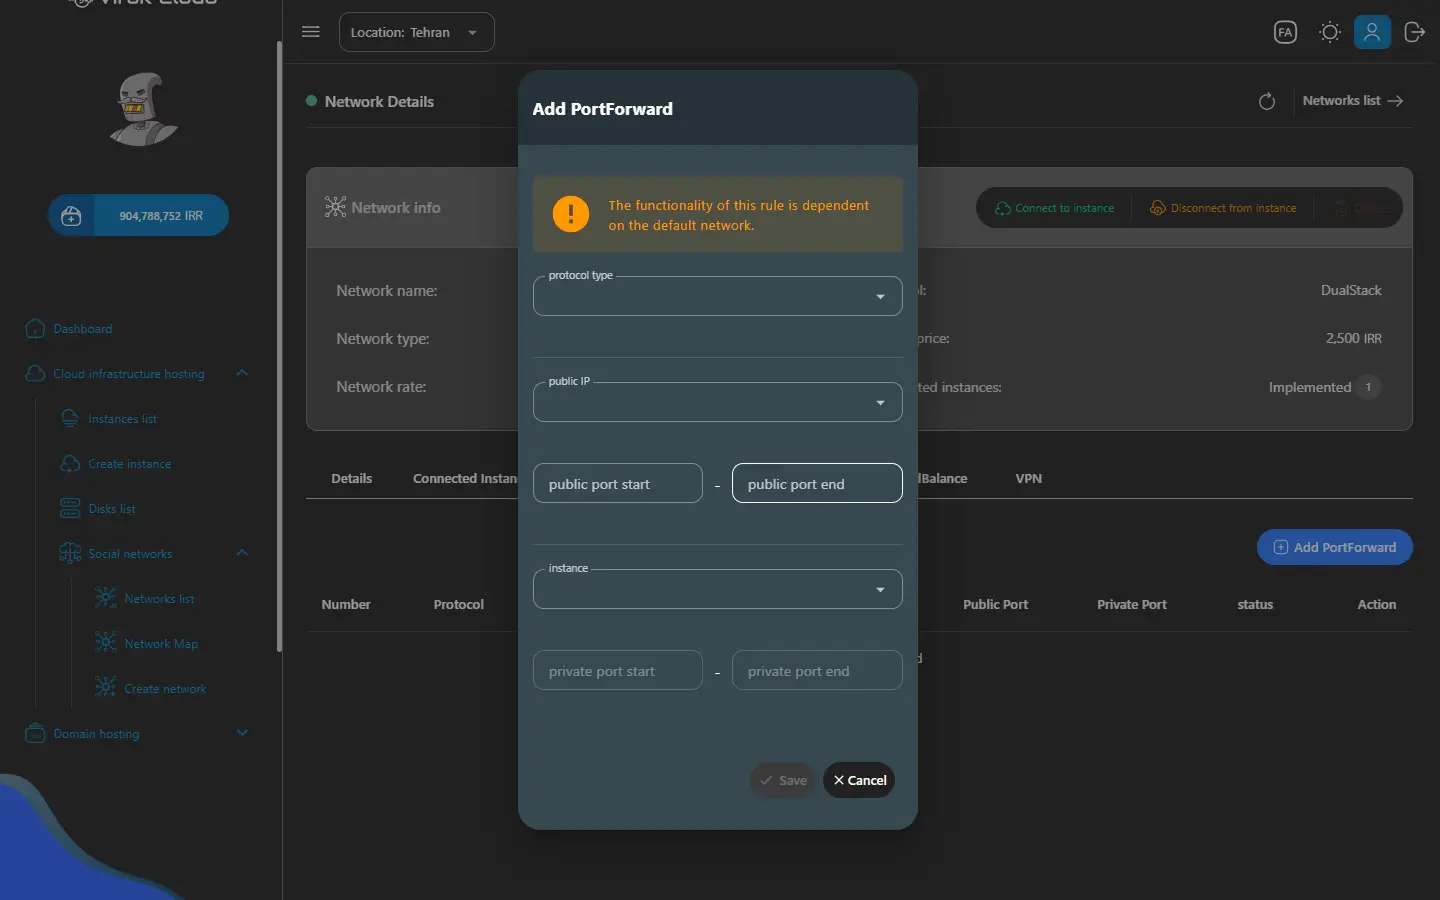 Location: Tehran
FA
Network Details
Networks list
904,788,752 IRR
Dashboard
Cloud infrastructure hosting
Instances list
Create instance
Disks list
Social networks
Networks list
Network Map
Create network
Domain hosting
Network info
Connect to instance
Disconnect from instance
Network name:
DualStack
Network type:
price:
2,500 IRR
Network rate:
ted instances:
Implemented 1
Details
Connected Instan
dBalance
VPN
Add PortForward
Number
Protocol
Public Port
Private Port
status
Action
Add PortForward
The functionality of this rule is dependent
on the default network.
protocol type
public IP
public port start
-
public port end
instance
private port start
-
private port end
Save
Cancel